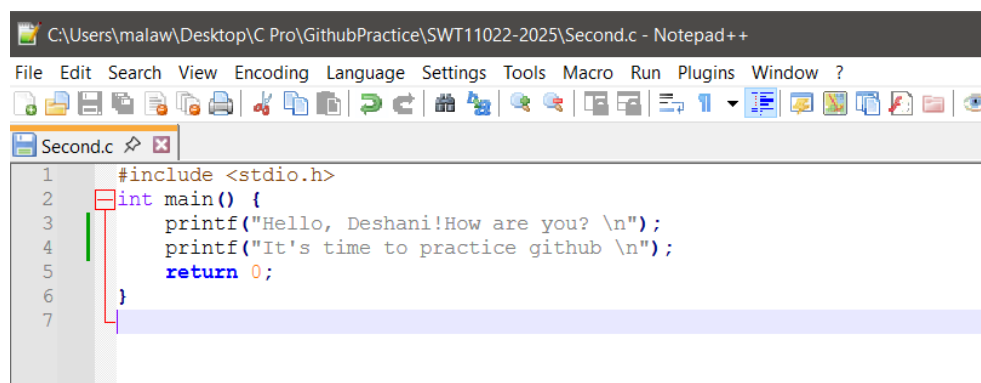 C:\Users\malaw\Desktop\C Pro\GithubPractice\SWT11022-2025\Second.c - Notepad++
File Edit Search View Encoding Language Settings Tools Macro Run Plugins Window ?
Second.c
1 #include <stdio.h>
2 int main() {
3 printf("Hello, Deshani!How are you? \n");
4 printf("It's time to practice github \n");
5 return 0;
6 }
7